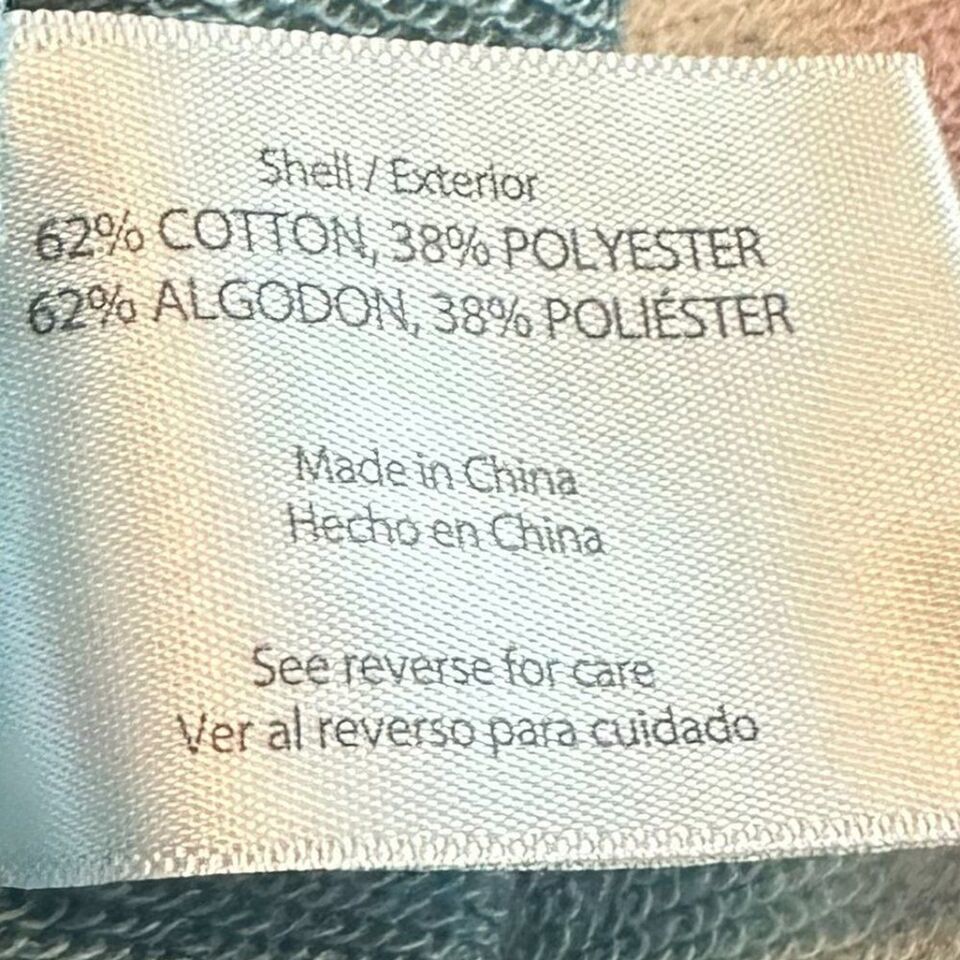 Shell / Exterior
62% COTTON, 38% POLYESTER
62% ALGODON, 38% POLIÉSTER
Made in China
Hecho en China
See reverse for care
Ver al reverso para cuidado